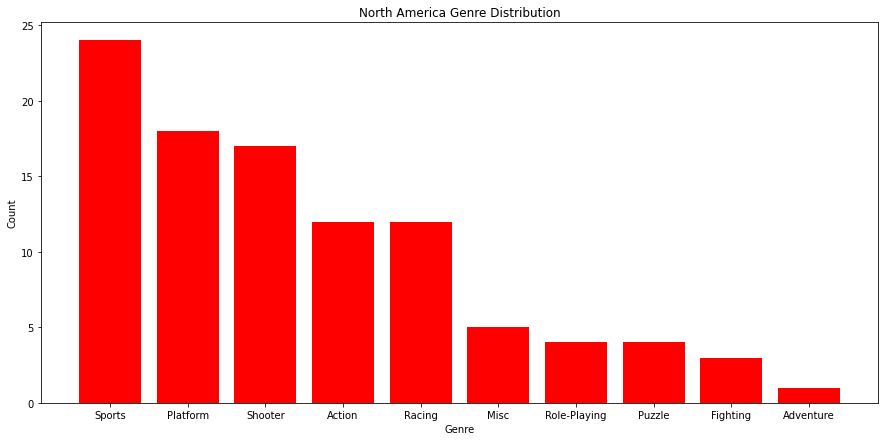 North America Genre Distribution
25
20
15
10
5
0
Count
Sports Platform Shooter Action Racing Misc Role-Playing Puzzle Fighting Adventure
Genre